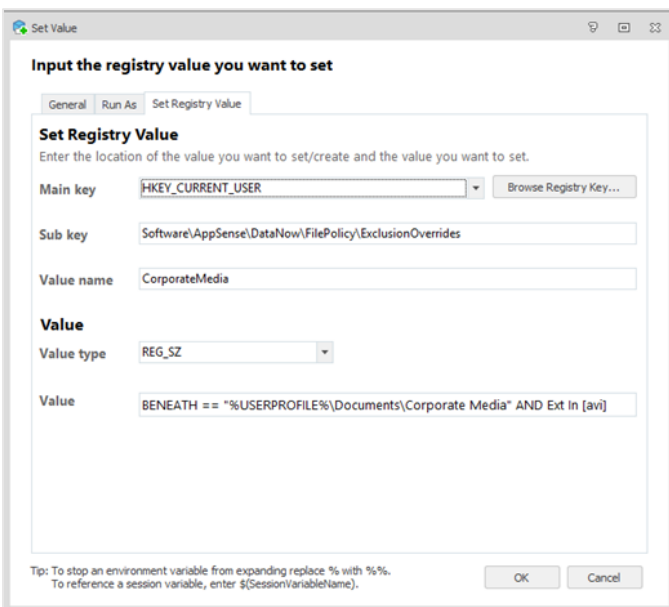 Set Value
Input the registry value you want to set
General Run As Set Registry Value
Set Registry Value
Enter the location of the value you want to set/create and the value you want to set.
Main key HKEY_CURRENT_USER Browse Registry Key...
Sub key Software\AppSense\DataNow\FilePolicy\ExclusionOverrides
Value name CorporateMedia
Value
Value type REG_SZ
Value BENEATH == "%USERPROFILE%\Documents\Corporate Media" AND Ext In [avi]
Tip: To stop an environment variable from expanding replace % with %%.
To reference a session variable, enter $(SessionVariableName).
OK Cancel